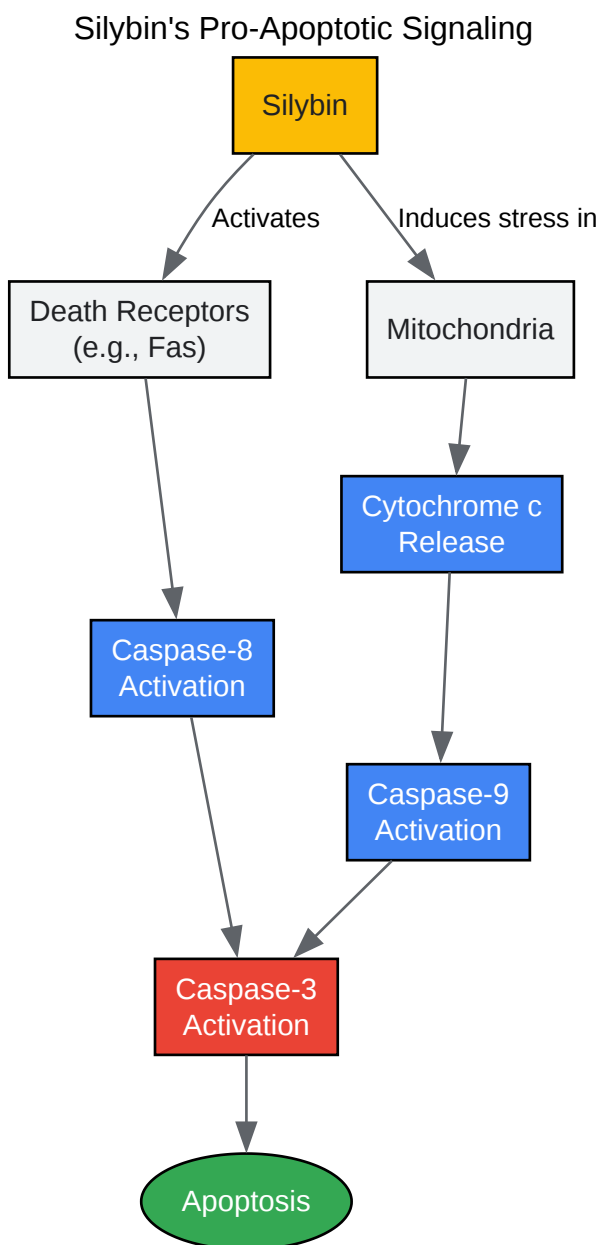 Silybin's Pro-Apoptotic Signaling
Silybin
Activates
Induces stress in
Death Receptors
(e.g., Fas)
Mitochondria
Cytochrome c
Release
Caspase-8
Activation
Caspase-9
Activation
Caspase-3
Activation
Apoptosis